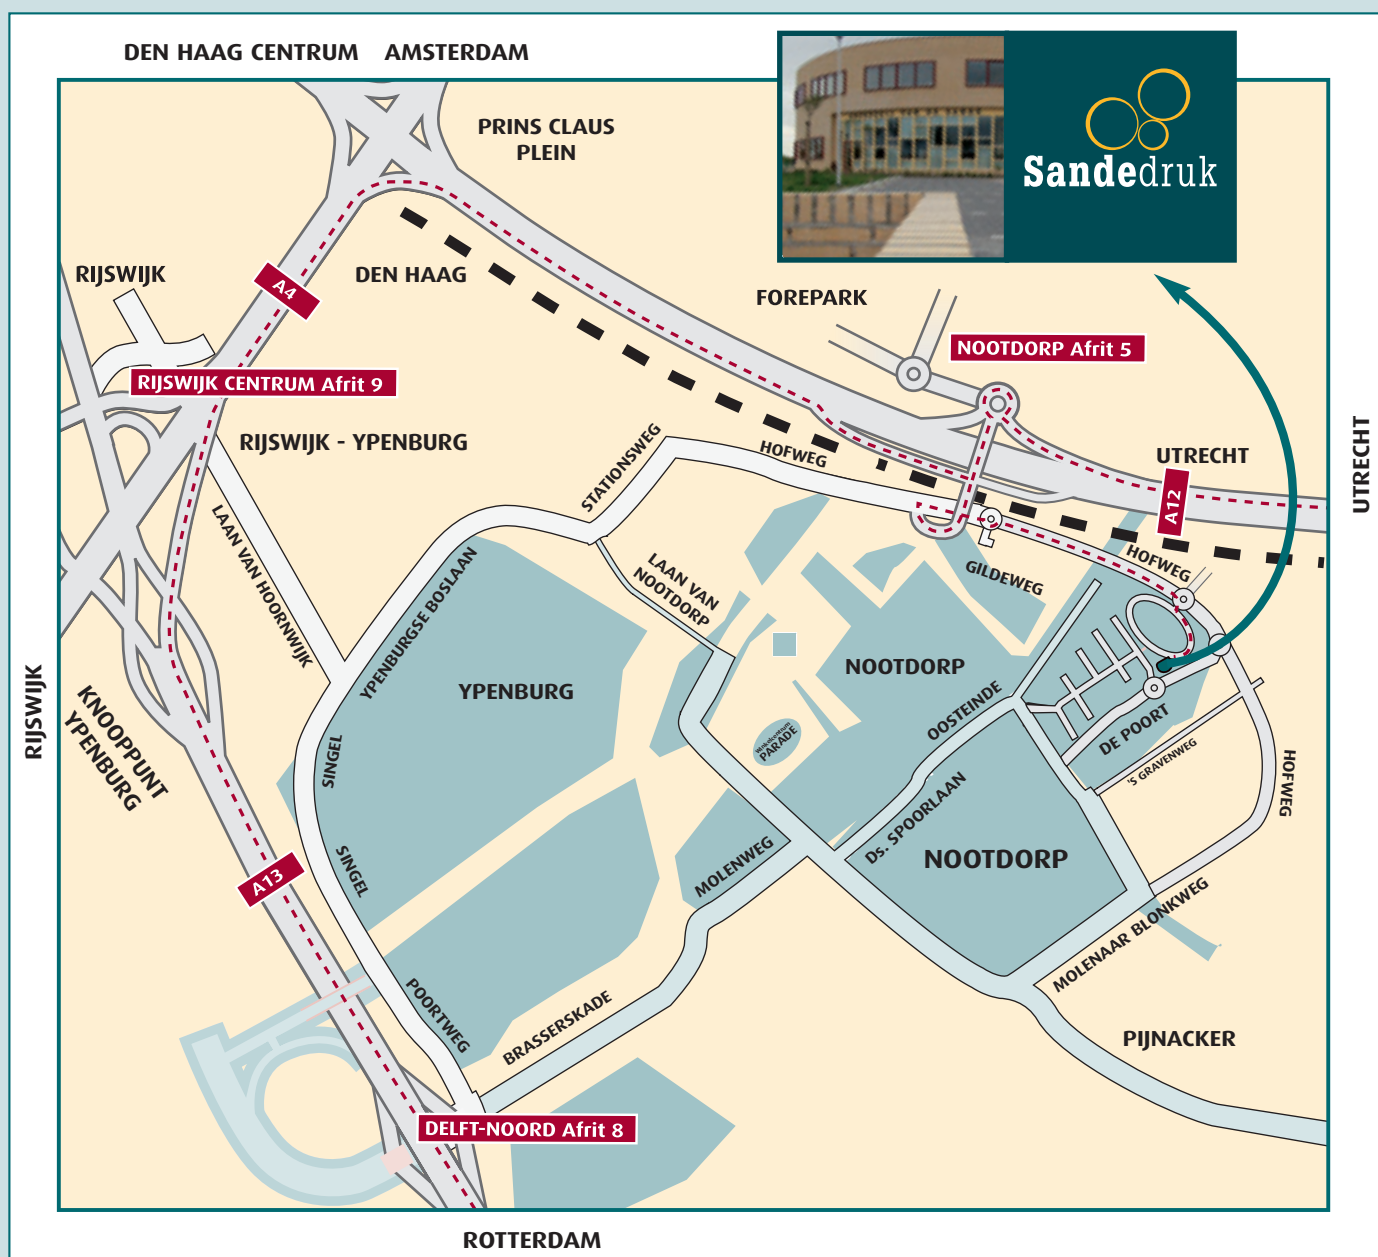 DEN HAAG CENTRUM
AMSTERDAM
PRINS CLAUS
PLEIN
Sandedruk
RIJSWIJK
A4
DEN HAAG
FOREPARK
NOOTDORP Afrit 5
RIJSWIJK CENTRUM Afrit 9
RIJSWIJK - YPENBURG
STATIONSWEG
HOFWEG
UTRECHT
A12
UTRECHT
LAAN VAN HOORNWIJK
YPENBURGSE BOSLAAN
LAAN VAN
NOOTDORP
GILDEWEG
HOFWEG
RIJSWIJK
KNOOPPUNT
YPENBURG
YPENBURG
NOOTDORP
OOSTEINDE
DE POORT
'S GRAVENWEG
HOFWEG
Winkelcentrum
PARADE
SINGEL
SINGEL
A13
Ds. SPOORLAAN
MOLENWEG
NOOTDORP
MOLENAAR BLONKWEG
POORTWEG
BRASSERSKADE
PIJNACKER
DELFT-NOORD Afrit 8
ROTTERDAM